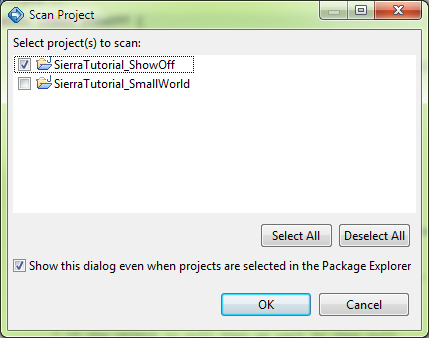 Scan Project
Select project(s) to scan:
SierraTutorial_ShowOff
SierraTutorial_SmallWorld
Select All
Deselect All
Show this dialog even when projects are selected in the Package Explorer
OK
Cancel